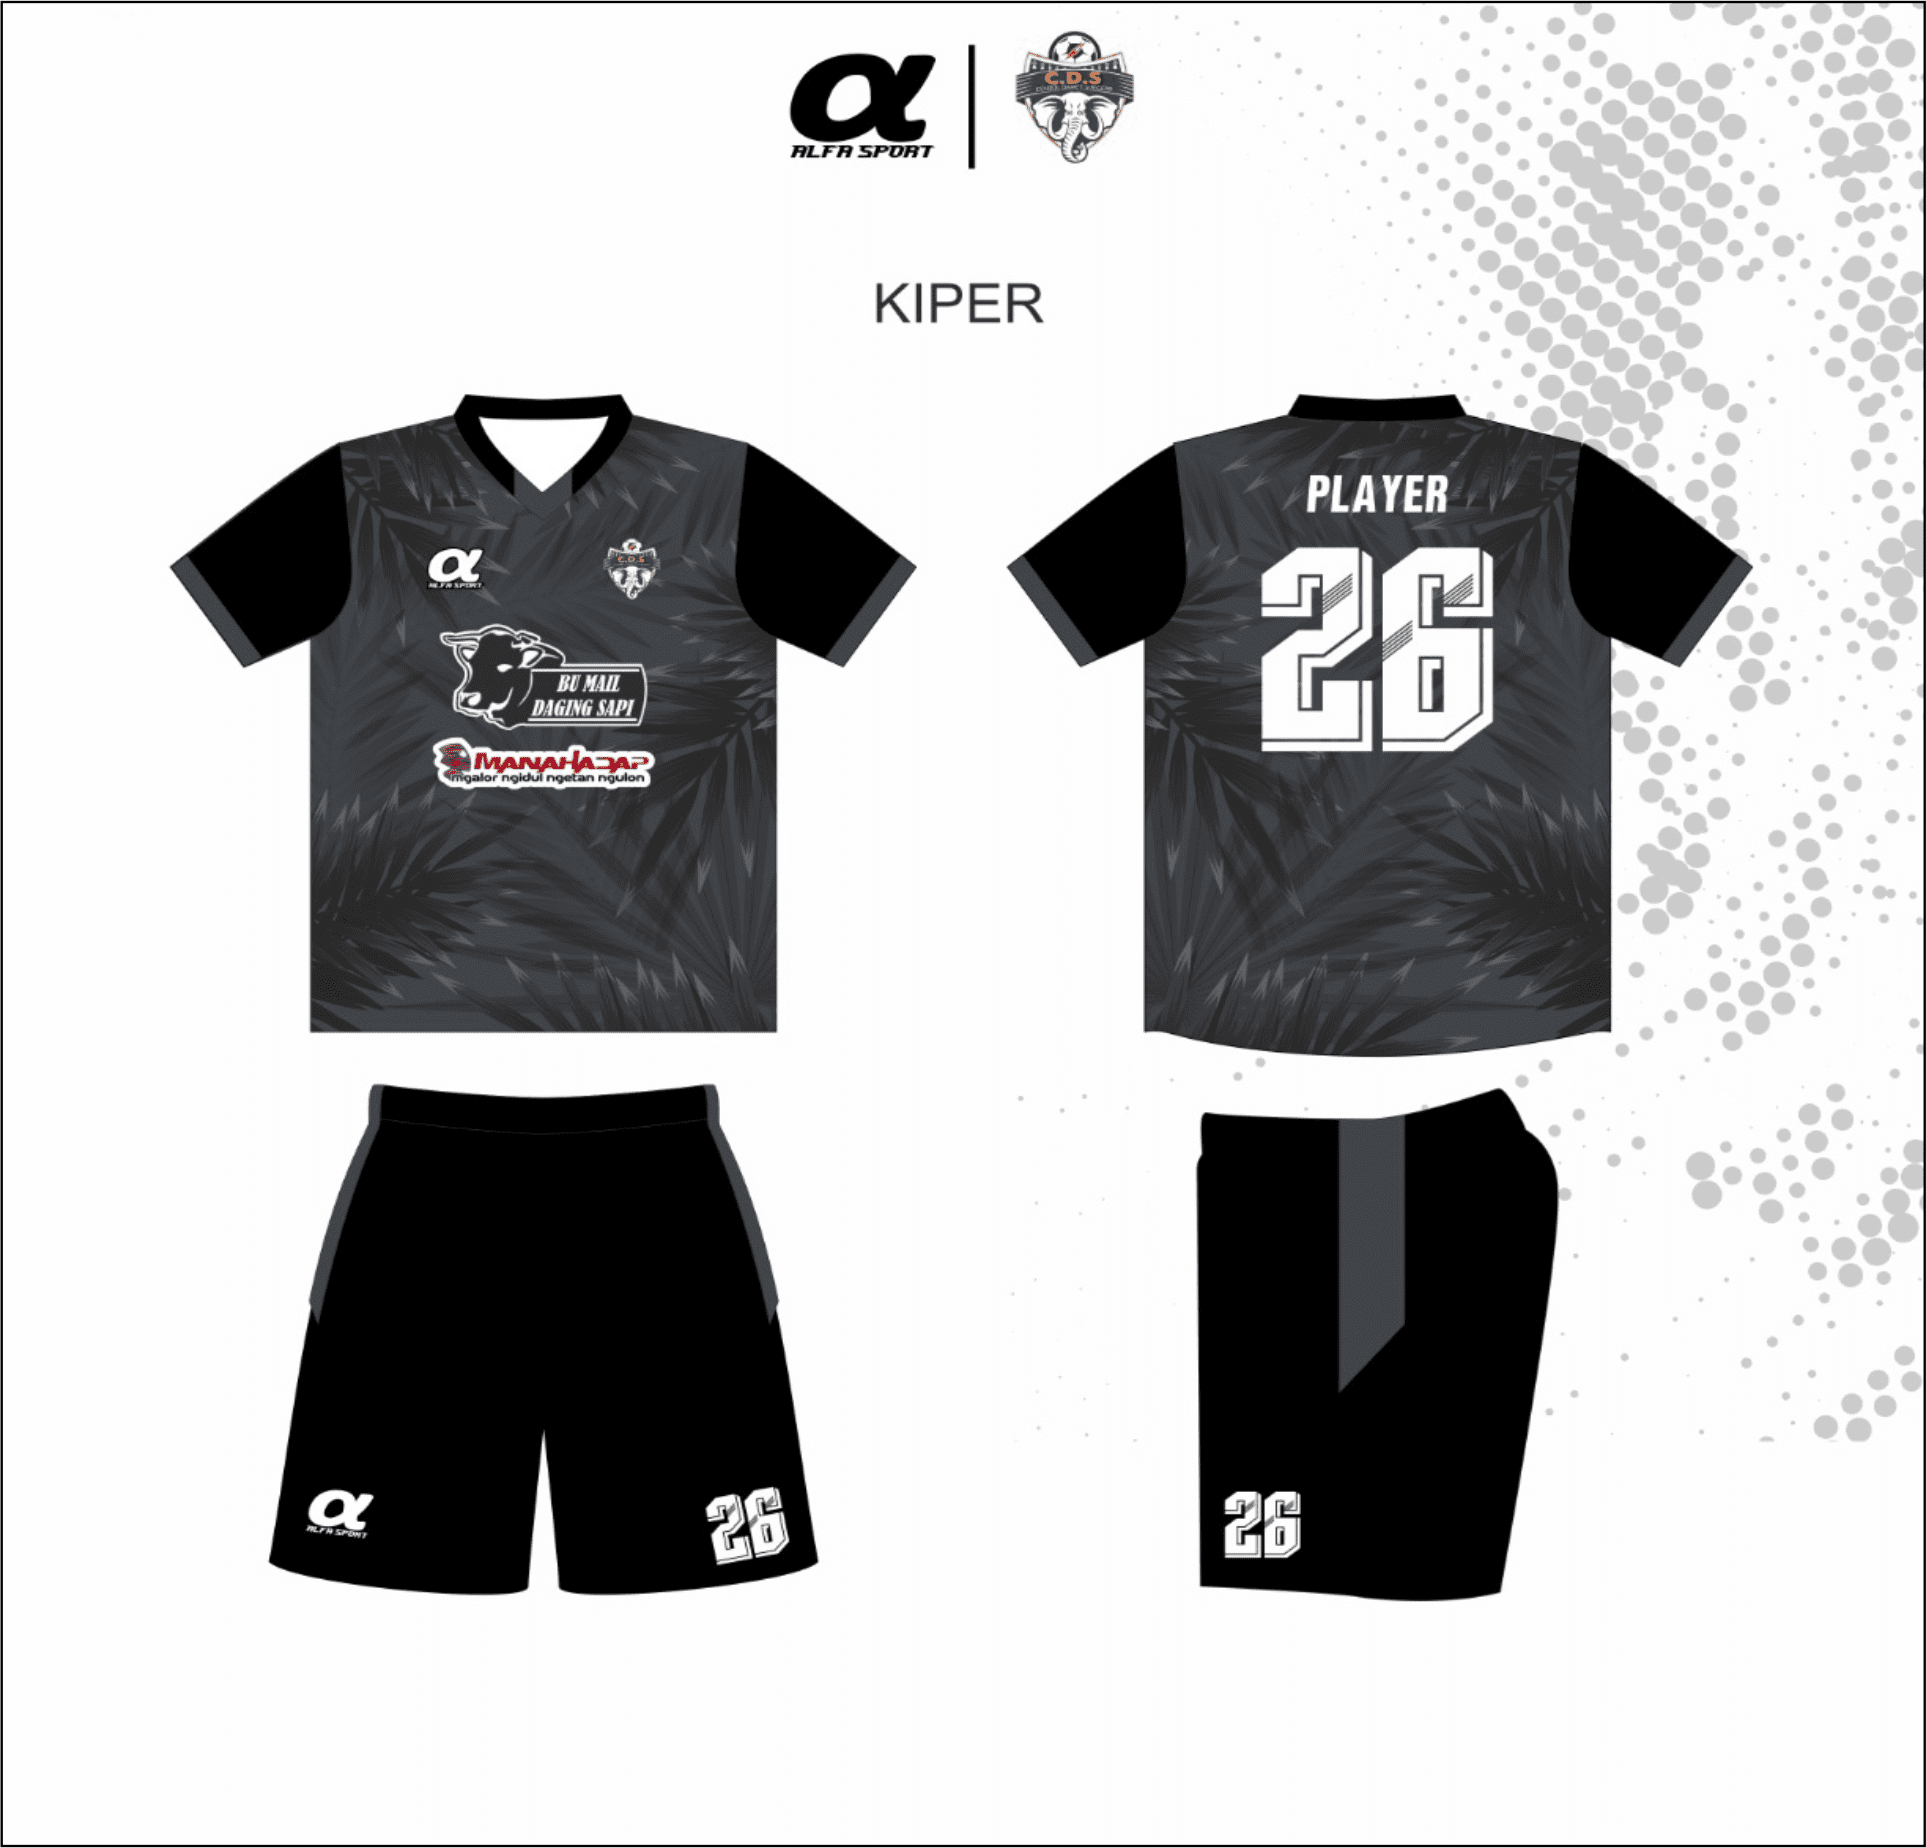 ALFA SPORT
C.D.S
KIPER
ALFA SPORT
C.D.S
BU MAIL
DAGING SAPI
MANAHADAP
mgalor ngidul ngetan ngulon
PLAYER
26
ALFA SPORT
26
26